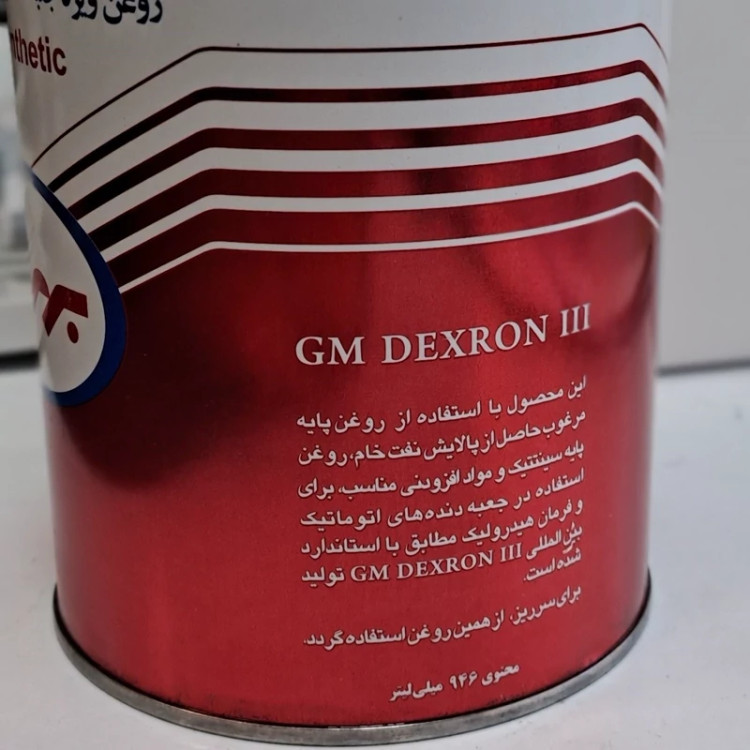 روغن ویژه
nthetic
GM DEXRON III
این محصول با استفاده از روغن پایه
مرغوب حاصل از پالایش نفت خام، روغن
پایه سینتتیک و مواد افزودنی مناسب، برای
استفاده در جعبه دنده‌های اتوماتیک
و فرمان هیدرولیک مطابق با استاندارد
بین‌المللی GM DEXRON III تولید
شده است.
برای سرریز، از همین روغن استفاده گردد.
محتوی ۹۴۶ میلی‌لیتر